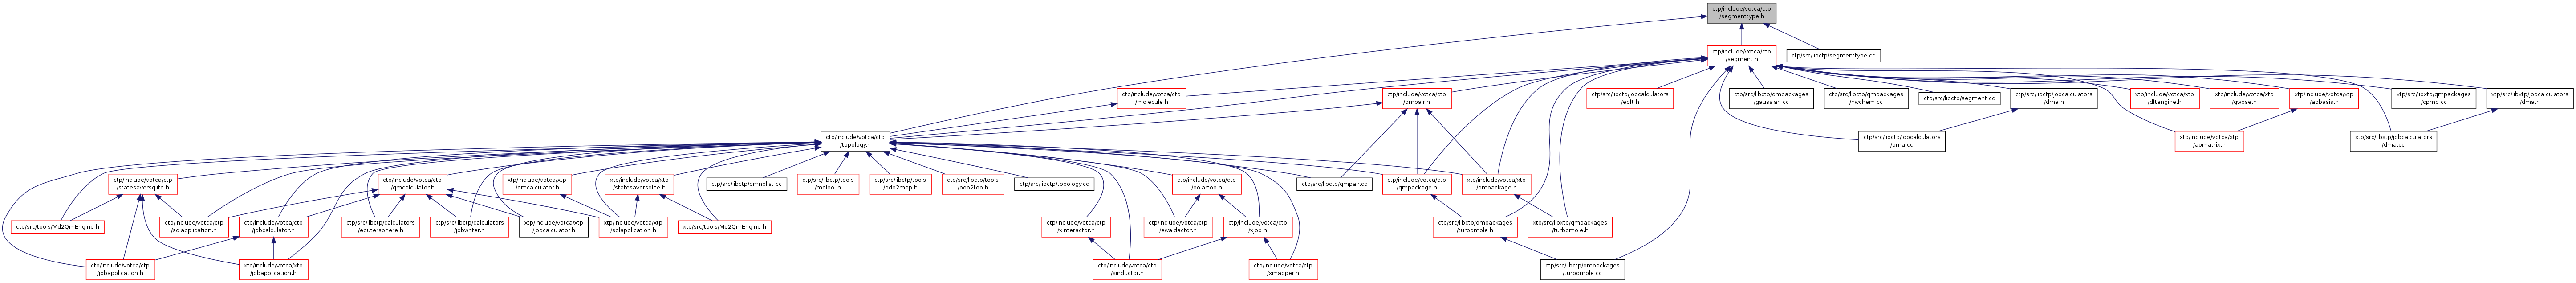 ctp/include/votca/ctp
/segmenttype.h
ctp/include/votca/ctp
/segment.h
ctp/src/libctp/segmenttype.cc
ctp/include/votca/ctp
/molecule.h
ctp/include/votca/ctp
/qmpair.h
ctp/src/libctp/jobcalculators
/edft.h
ctp/src/libctp/qmpackages
/gaussian.cc
ctp/src/libctp/qmpackages
/nwchem.cc
ctp/src/libctp/segment.cc
ctp/src/libctp/jobcalculators
/dma.h
xtp/include/votca/xtp
/dftengine.h
xtp/include/votca/xtp
/gwbse.h
xtp/include/votca/xtp
/aobasis.h
xtp/src/libxtp/qmpackages
/cpmd.cc
xtp/src/libxtp/jobcalculators
/dma.h
ctp/include/votca/ctp
/topology.h
ctp/src/libctp/jobcalculators
/dma.cc
xtp/include/votca/xtp
/aomatrix.h
xtp/src/libxtp/jobcalculators
/dma.cc
ctp/include/votca/ctp
/statesaversqlite.h
ctp/include/votca/ctp
/qmcalculator.h
xtp/include/votca/xtp
/qmcalculator.h
xtp/include/votca/xtp
/statesaversqlite.h
ctp/src/libctp/qmnblist.cc
ctp/src/libctp/tools
/molpol.h
ctp/src/libctp/tools
/pdb2map.h
ctp/src/libctp/tools
/pdb2top.h
ctp/src/libctp/topology.cc
ctp/include/votca/ctp
/polartop.h
ctp/src/libctp/qmpair.cc
ctp/include/votca/ctp
/qmpackage.h
xtp/include/votca/xtp
/qmpackage.h
ctp/src/tools/Md2QmEngine.h
ctp/include/votca/ctp
/sqlapplication.h
ctp/include/votca/ctp
/jobcalculator.h
ctp/src/libctp/calculators
/eoutersphere.h
ctp/src/libctp/calculators
/jobwriter.h
xtp/include/votca/xtp
/jobcalculator.h
xtp/include/votca/xtp
/sqlapplication.h
xtp/src/tools/Md2QmEngine.h
ctp/include/votca/ctp
/xinteractor.h
ctp/include/votca/ctp
/ewaldactor.h
ctp/include/votca/ctp
/xjob.h
ctp/src/libctp/qmpackages
/turbomole.h
xtp/src/libxtp/qmpackages
/turbomole.h
ctp/include/votca/ctp
/jobapplication.h
xtp/include/votca/xtp
/jobapplication.h
ctp/include/votca/ctp
/xinductor.h
ctp/include/votca/ctp
/xmapper.h
ctp/src/libctp/qmpackages
/turbomole.cc